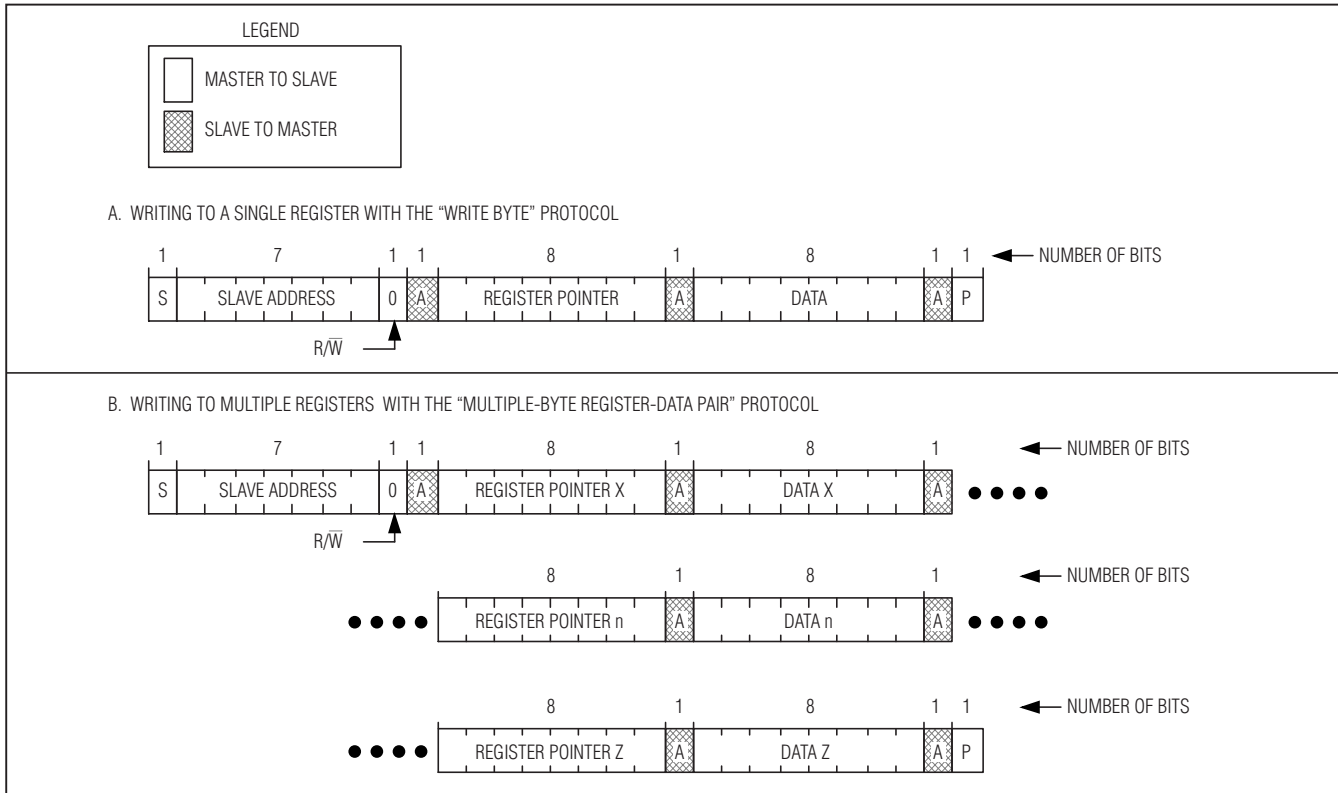 LEGEND
MASTER TO SLAVE
SLAVE TO MASTER
A. WRITING TO A SINGLE REGISTER WITH THE “WRITE BYTE” PROTOCOL
1 7 1 1 8 1 8 1 1 NUMBER OF BITS
S SLAVE ADDRESS 0 A REGISTER POINTER A DATA A P
R/W̅
B. WRITING TO MULTIPLE REGISTERS WITH THE “MULTIPLE-BYTE REGISTER-DATA PAIR” PROTOCOL
1 7 1 1 8 1 8 1 NUMBER OF BITS
S SLAVE ADDRESS 0 A REGISTER POINTER X A DATA X A
R/W̅
8 1 8 1 NUMBER OF BITS
REGISTER POINTER n A DATA n A
8 1 8 1 1 NUMBER OF BITS
REGISTER POINTER Z A DATA Z A P